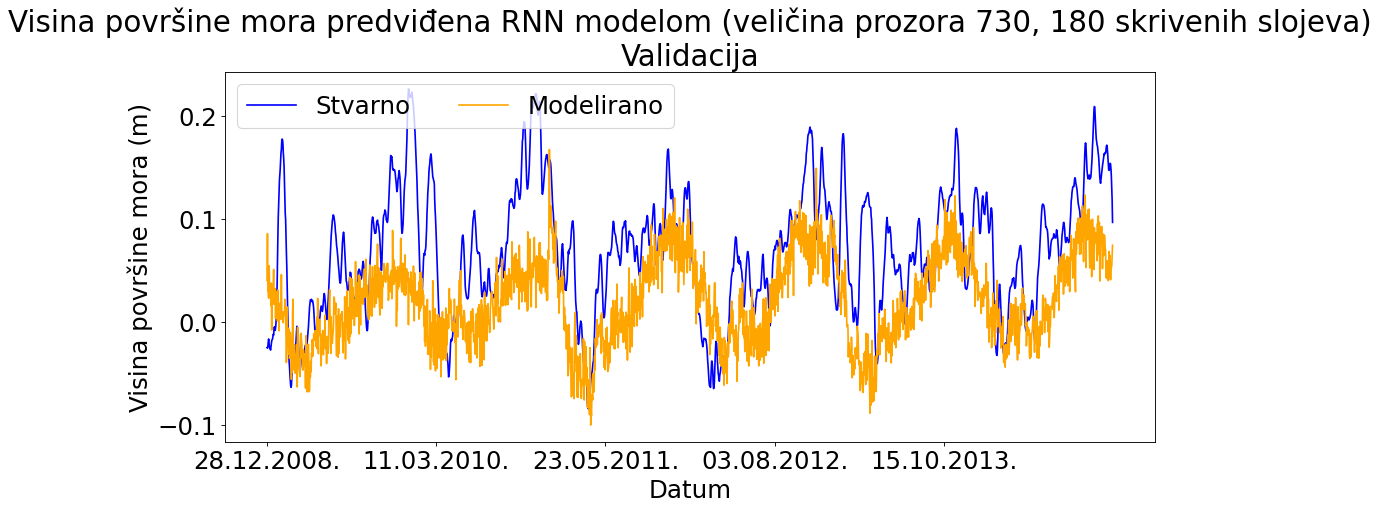 Visina površine mora predviđena RNN modelom (veličina prozora 730, 180 skrivenih slojeva)
Validacija
Stvarno Modelirano
Visina površine mora (m)
0.2
0.1
0.0
−0.1
28.12.2008. 11.03.2010. 23.05.2011. 03.08.2012. 15.10.2013.
Datum